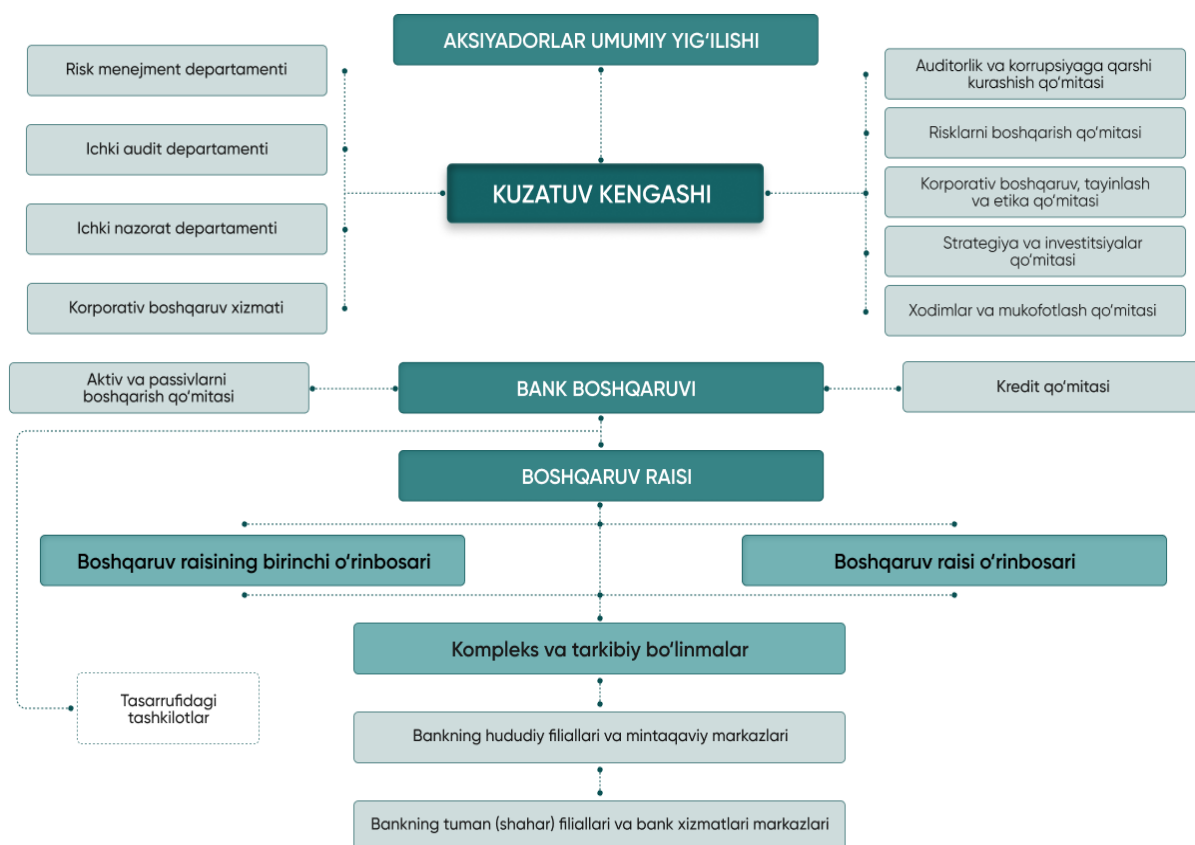 AKSIYADORLAR UMUMIY YIG‘ILISHI
Risk menejment departamenti
Ichki audit departamenti
Ichki nazorat departamenti
Korporativ boshqaruv xizmati
KUZATUV KENGASHI
Auditorlik va korrupsiyaga qarshi
kurashish qo‘mitasi
Risklarni boshqarish qo‘mitasi
Korporativ boshqaruv, tayinlash
va etika qo‘mitasi
Strategiya va investitsiyalar
qo‘mitasi
Xodimlar va mukofotlash qo‘mitasi
Aktiv va passivlarni
boshqarish qo‘mitasi
BANK BOSHQARUVI
Kredit qo‘mitasi
BOSHQARUV RAISI
Boshqaruv raisining birinchi o‘rinbosari
Boshqaruv raisi o‘rinbosari
Kompleks va tarkibiy bo‘linmalar
Tasarrufidagi
tashkilotlar
Bankning hududiy filiallari va mintaqaviy markazlari
Bankning tuman (shahar) filiallari va bank xizmatlari markazlari